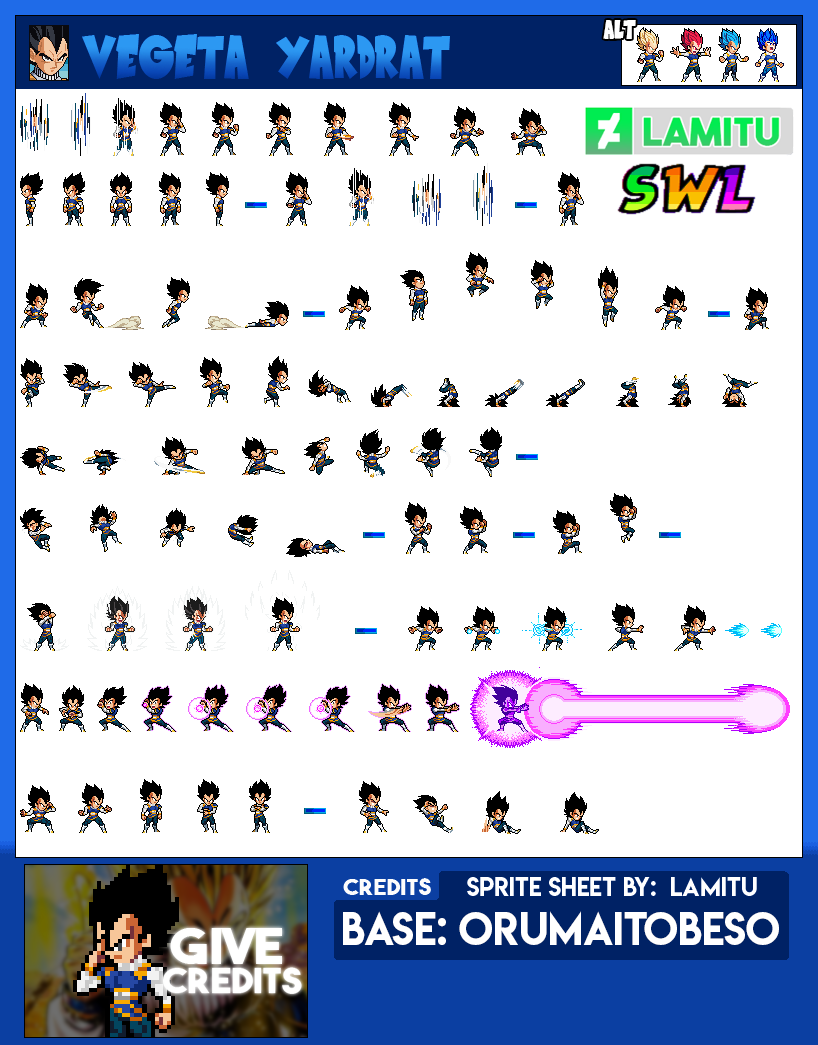 VEGETA YARDRAT
ALT
LAMITU
SWL
CREDITS
SPRITE SHEET BY: LAMITU
BASE: ORUMAITOBESO
GIVE
CREDITS